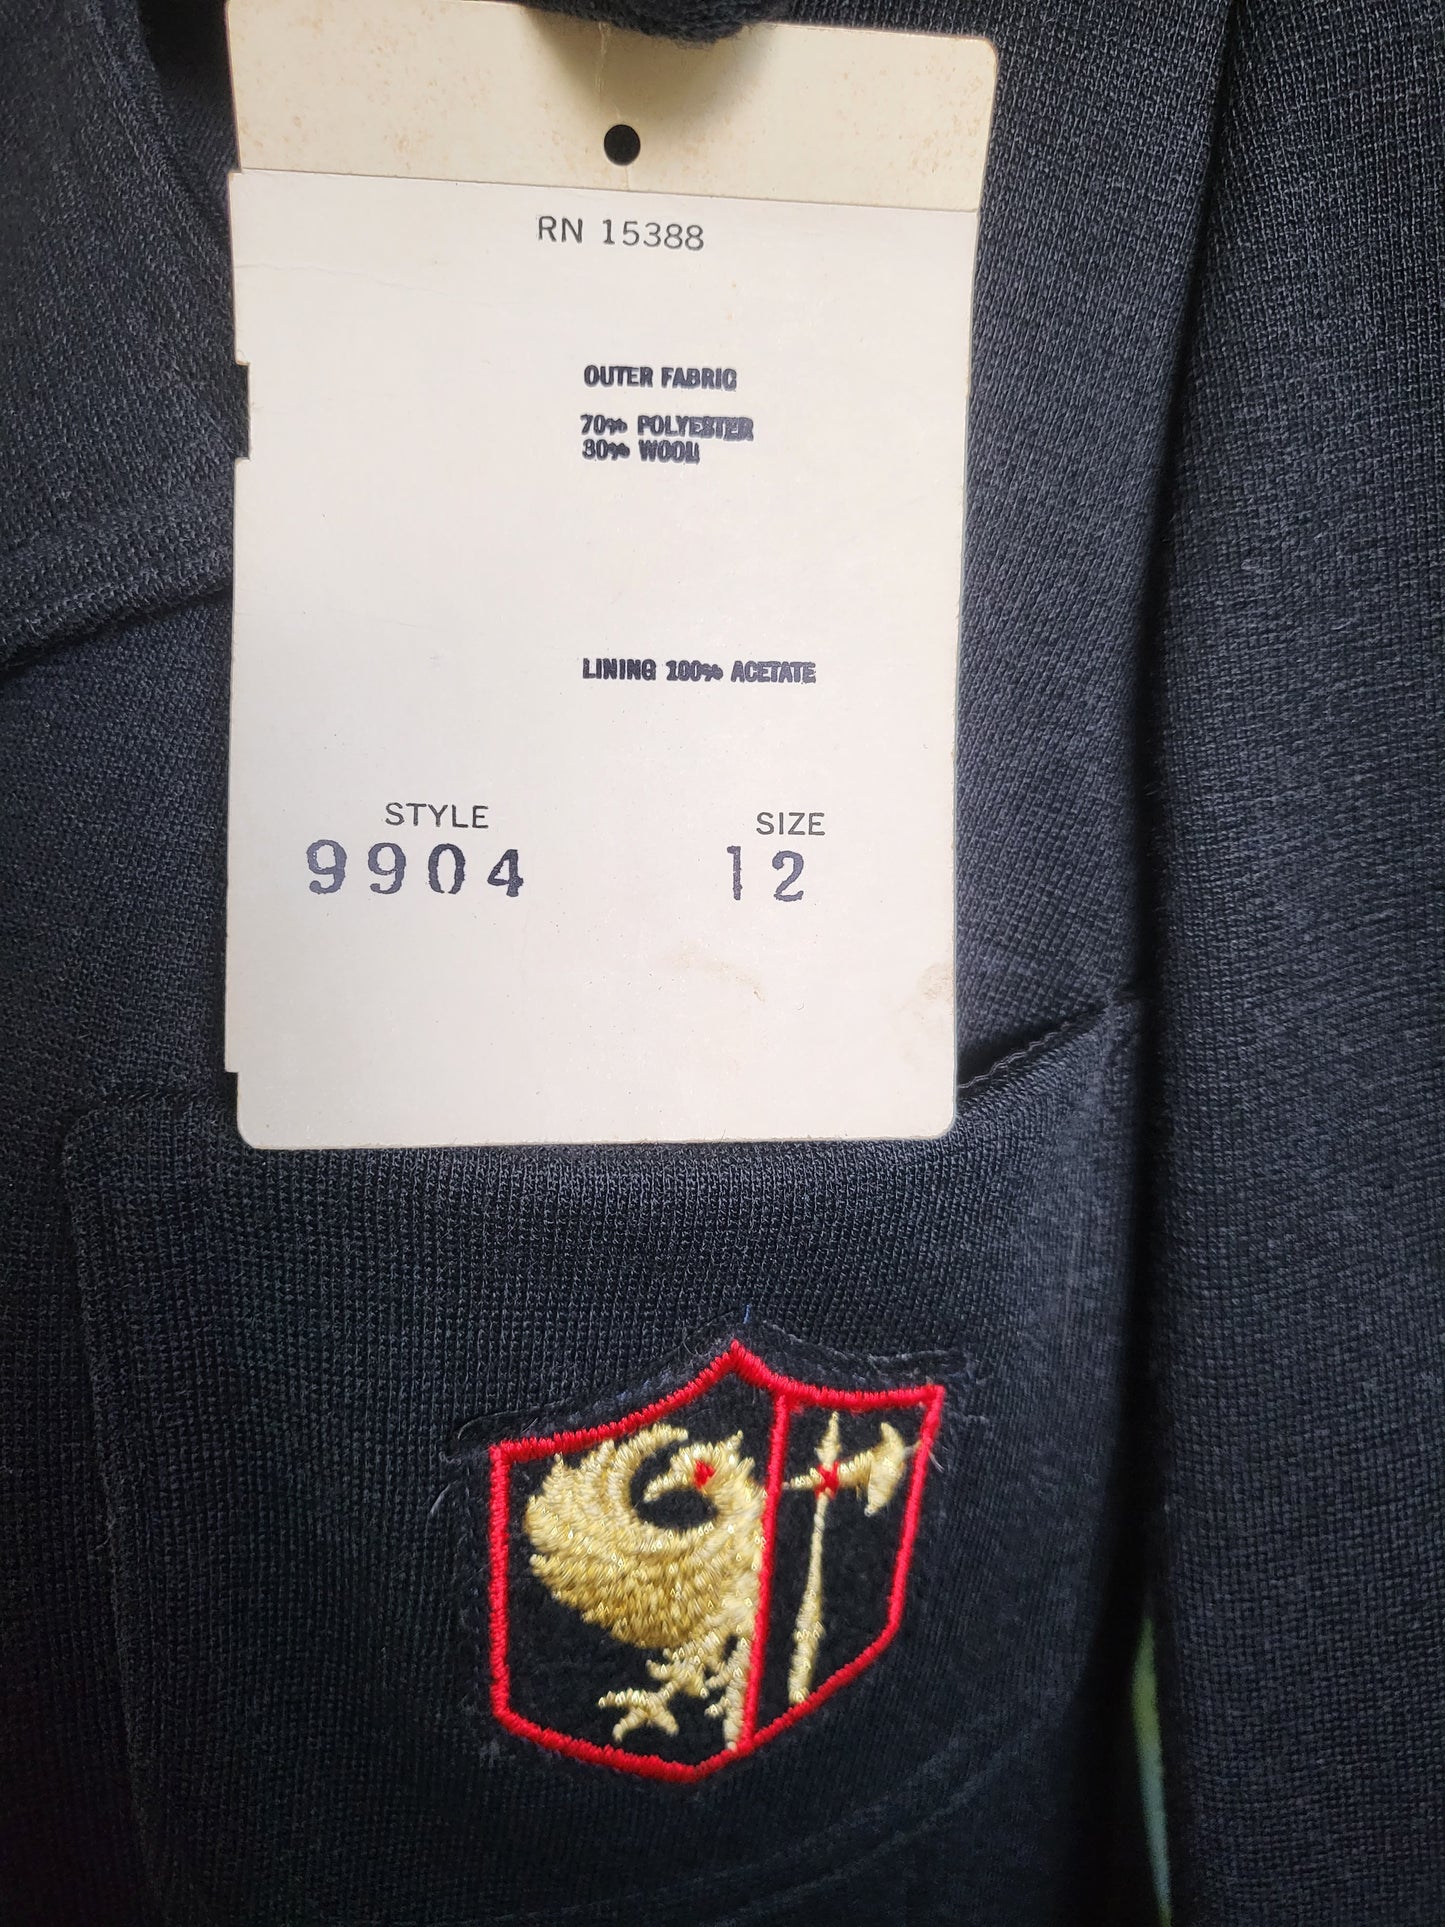 RN 15388
OUTER FABRIC
70% POLYESTER
30% WOOL
LINING 100% ACETATE
STYLE SIZE
9904 12